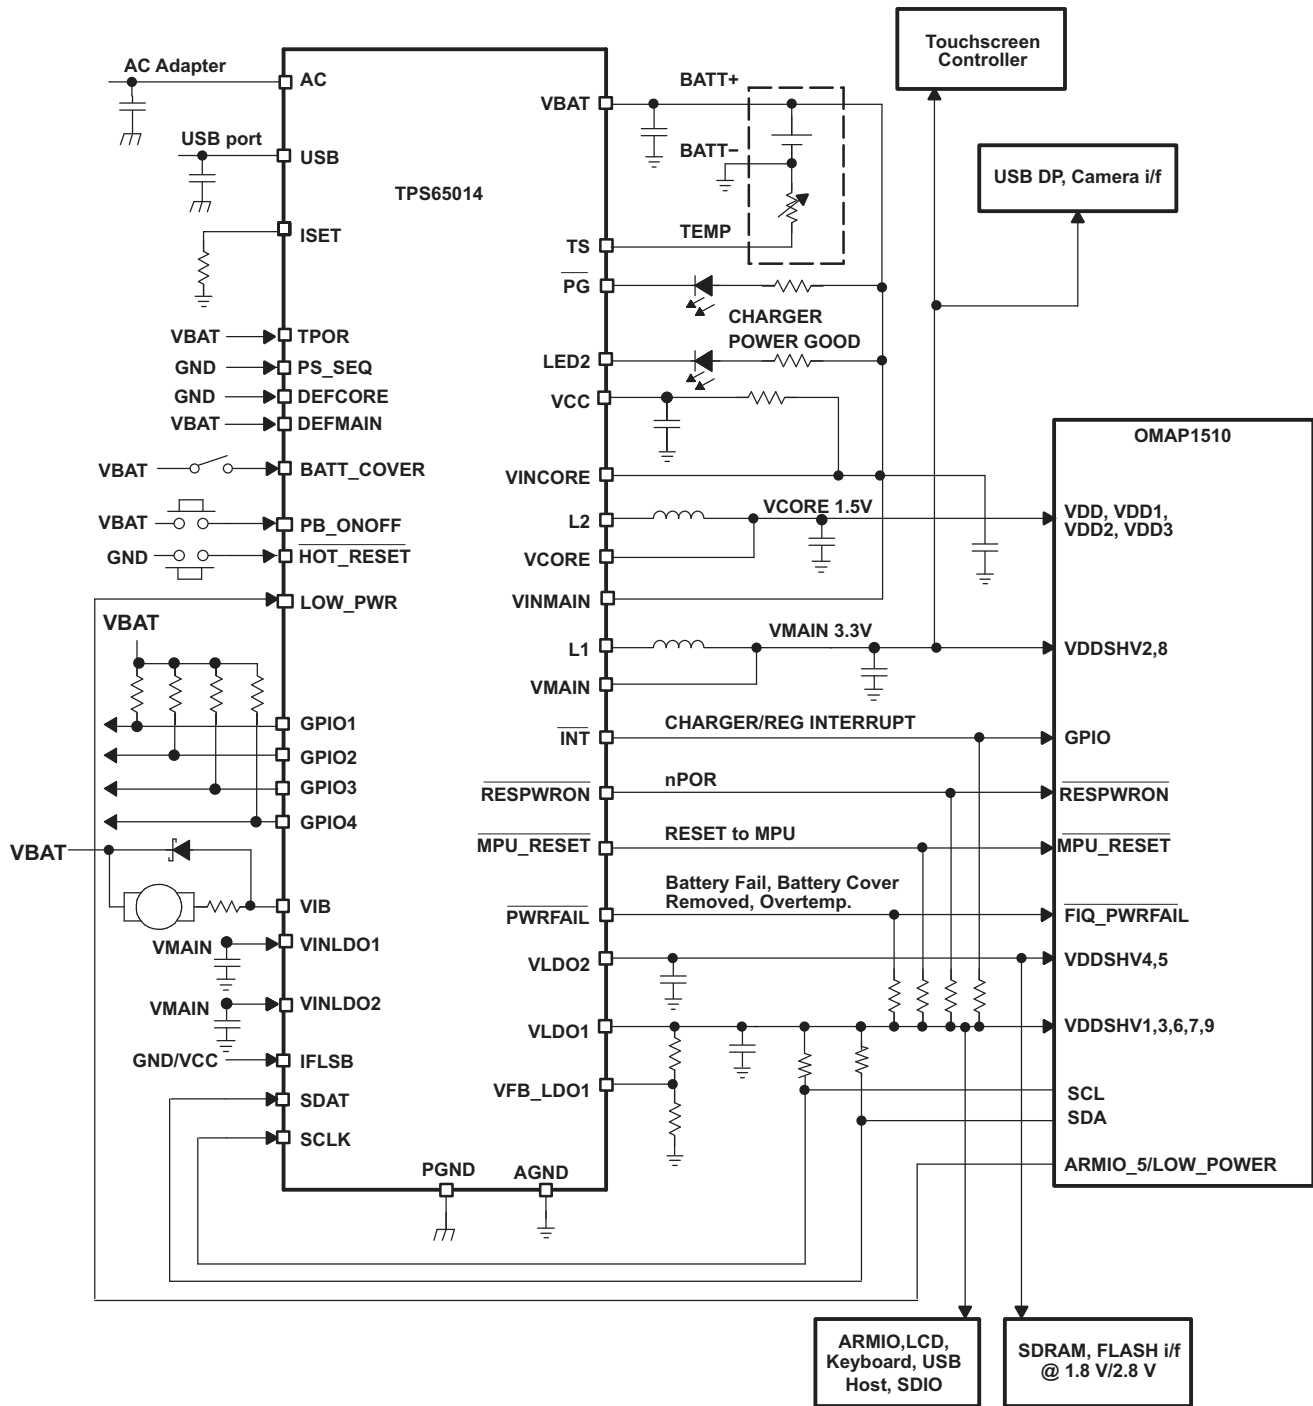 Touchscreen
Controller
USB DP, Camera i/f
TPS65014
AC Adapter
AC
USB port
USB
ISET
VBAT
TPOR
GND
PS_SEQ
GND
DEFCORE
VBAT
DEFMAIN
VBAT
BATT_COVER
VBAT
PB_ONOFF
GND
HOT_RESET
LOW_PWR
VBAT
GPIO1
GPIO2
GPIO3
GPIO4
VBAT
VIB
VMAIN
VINLDO1
VMAIN
VINLDO2
GND/VCC
IFLSB
SDAT
SCLK
PGND
AGND
VBAT
BATT+
BATT−
TS
TEMP
PG
CHARGER
POWER GOOD
LED2
VCC
VINCORE
L2
VCORE 1.5V
VCORE
VINMAIN
L1
VMAIN 3.3V
VMAIN
INT
CHARGER/REG INTERRUPT
RESPWRON
nPOR
MPU_RESET
RESET to MPU
Battery Fail, Battery Cover
Removed, Overtemp.
PWRFAIL
VLDO2
VLDO1
VFB_LDO1
OMAP1510
VDD, VDD1,
VDD2, VDD3
VDDSHV2,8
GPIO
RESPWRON
MPU_RESET
FIQ_PWRFAIL
VDDSHV4,5
VDDSHV1,3,6,7,9
SCL
SDA
ARMIO_5/LOW_POWER
ARMIO,LCD,
Keyboard, USB
Host, SDIO
SDRAM, FLASH i/f
@ 1.8 V/2.8 V